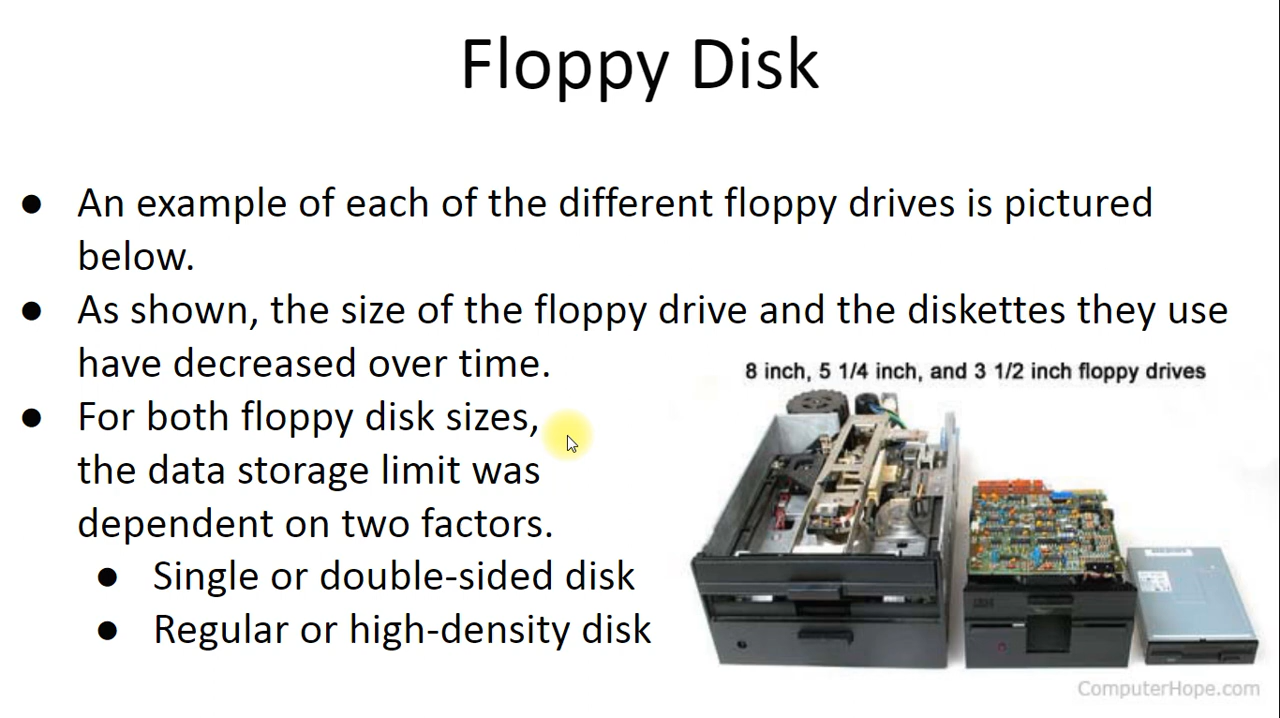 Floppy Disk
● An example of each of the different floppy drives is pictured
below.
● As shown, the size of the floppy drive and the diskettes they use
have decreased over time.
● For both floppy disk sizes,
the data storage limit was
dependent on two factors.
● Single or double-sided disk
● Regular or high-density disk
8 inch, 5 1/4 inch, and 3 1/2 inch floppy drives
IBM
ComputerHope.com